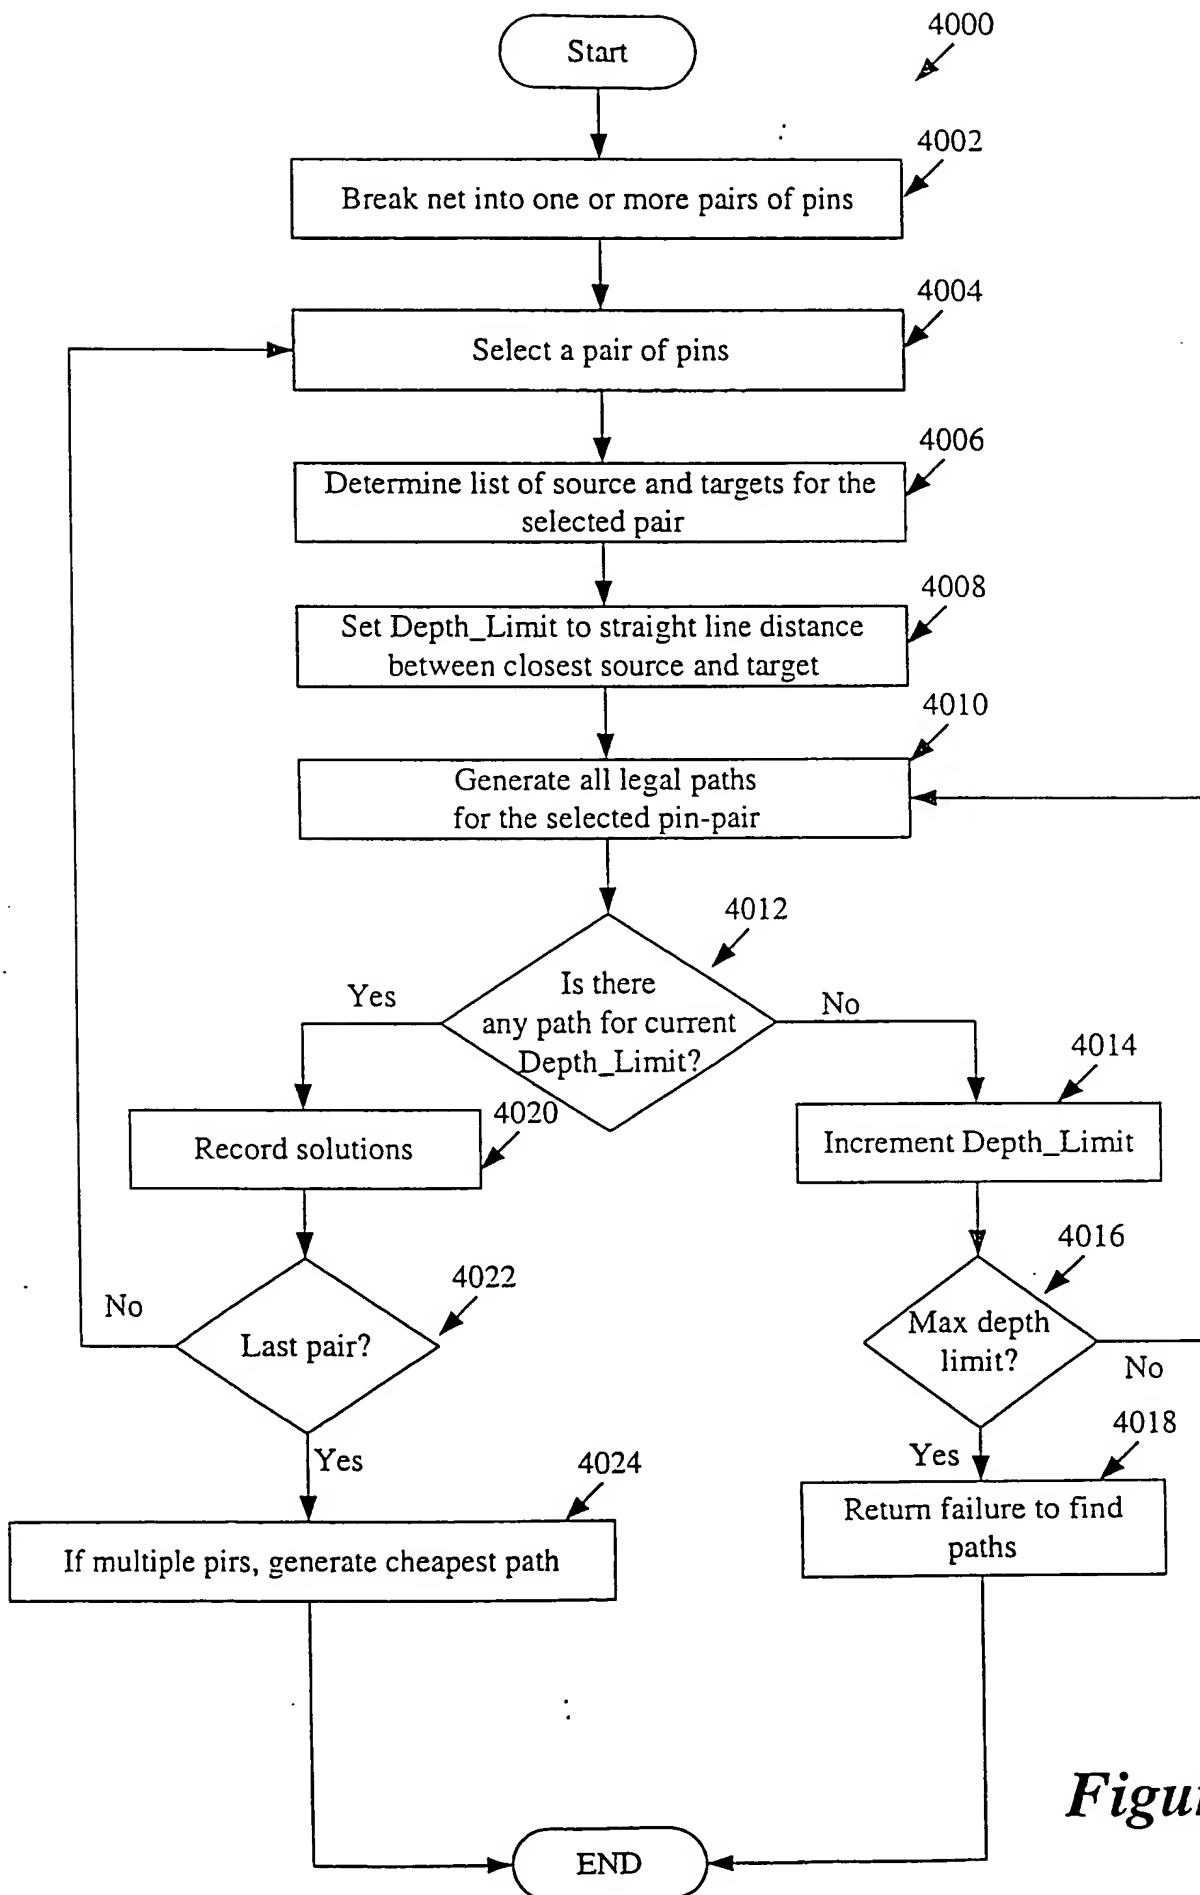 4000
Start
4002
Break net into one or more pairs of pins
4004
Select a pair of pins
4006
Determine list of source and targets for the
selected pair
4008
Set Depth_Limit to straight line distance
between closest source and target
4010
Generate all legal paths
for the selected pin-pair
4012
Is there
any path for current
Depth_Limit?
Yes
No
4014
Increment Depth_Limit
4020
Record solutions
4016
Max depth
limit?
No
4022
Last pair?
No
Yes
4018
Yes
Return failure to find
paths
4024
If multiple pirs, generate cheapest path
END
Figur